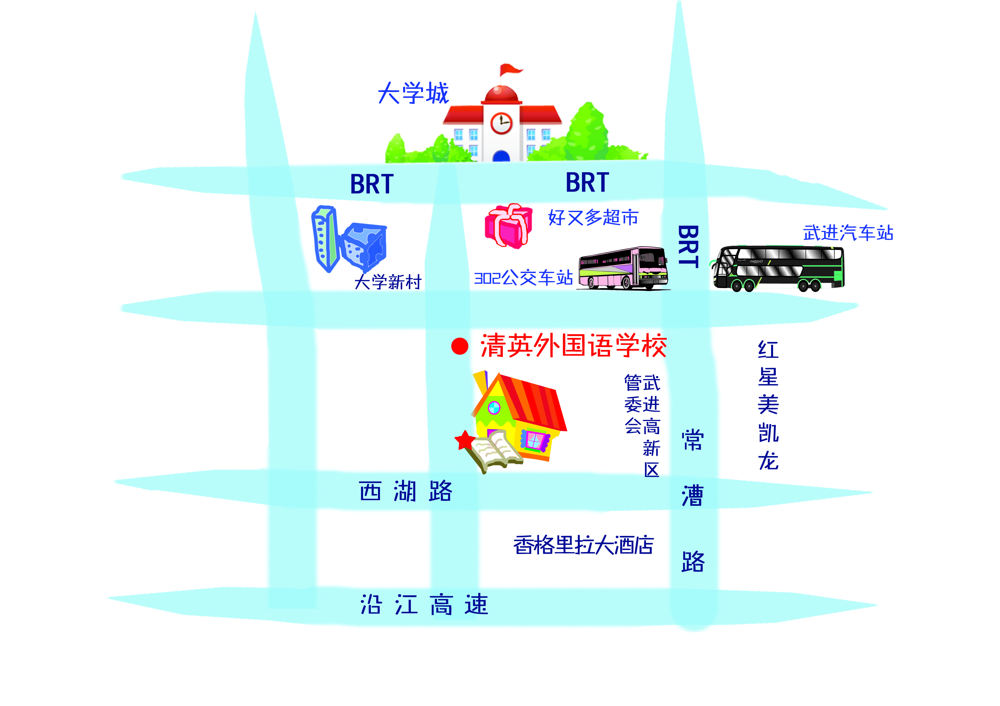 大学城
BRT
BRT
好又多超市
BRT
武进汽车站
302公交车站
大学新村
清英外国语学校
武进高新区
管委会
红星美凯龙
常漕路
西湖路
香格里拉大酒店
沿江高速
Golden